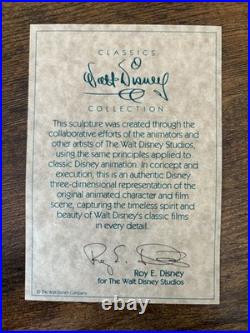 CLASSICS
Walt Disney
COLLECTION
This sculpture was created through the
collaborative efforts of the animators and
other artists of The Walt Disney Studios,
using the same principles applied to
classic Disney animation. In concept and
execution, this is an authentic Disney
three-dimensional representation of the
original animated character and film
scene, capturing the timeless spirit and
beauty of Walt Disney's classic films
in every detail.
Roy E. Disney
Roy E. Disney
for The Walt Disney Studios
© The Walt Disney Company